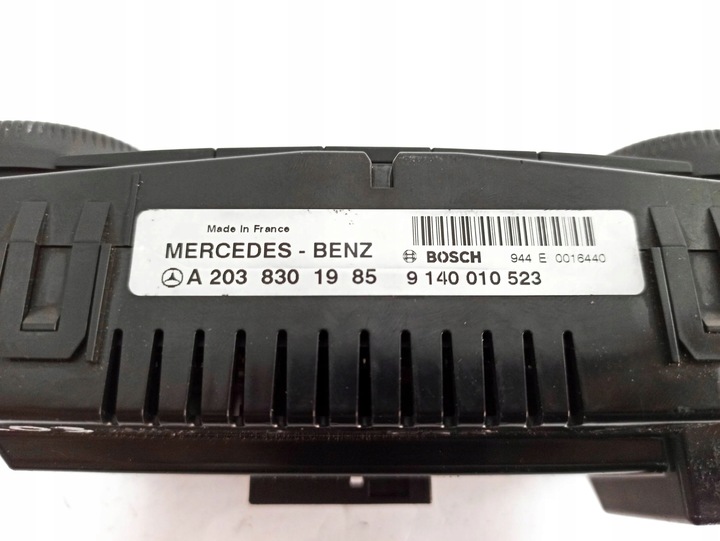 Made in France
MERCEDES - BENZ
BOSCH 944 E 0016440
A 203 830 19 85 9 140 010 523